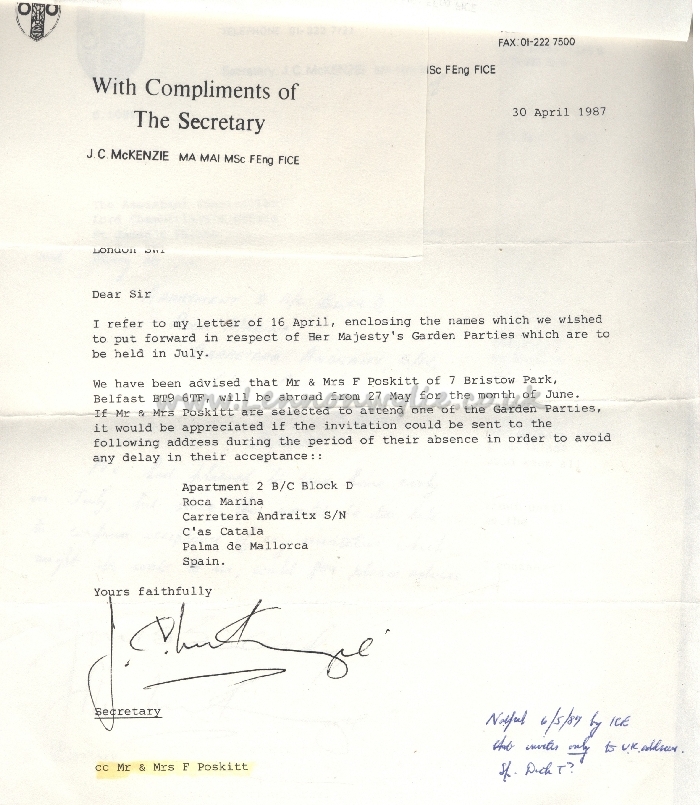 FAX: 01-222 7500
With Compliments of
The Secretary
J. C. McKENZIE MA MAI MSc FEng FICE
Sc FEng FICE
30 April 1987
London SW1
Dear Sir
I refer to my letter of 16 April, enclosing the names which we wished
to put forward in respect of Her Majesty's Garden Parties which are to
be held in July.
We have been advised that Mr & Mrs F Poskitt of 7 Bristow Park,
Belfast BT9 6TF, will be abroad from 27 May for the month of June.
If Mr & Mrs Poskitt are selected to attend one of the Garden Parties,
it would be appreciated if the invitation could be sent to the
following address during the period of their absence in order to avoid
any delay in their acceptance::
Apartment 2 B/C Block D
Roca Marina
Carretera Andraitx S/N
C'as Catala
Palma de Mallorca
Spain.
Yours faithfully
Secretary
Notified 6/5/87 by ICE
that invites only to U.K. address.
cc Mr & Mrs F Poskitt